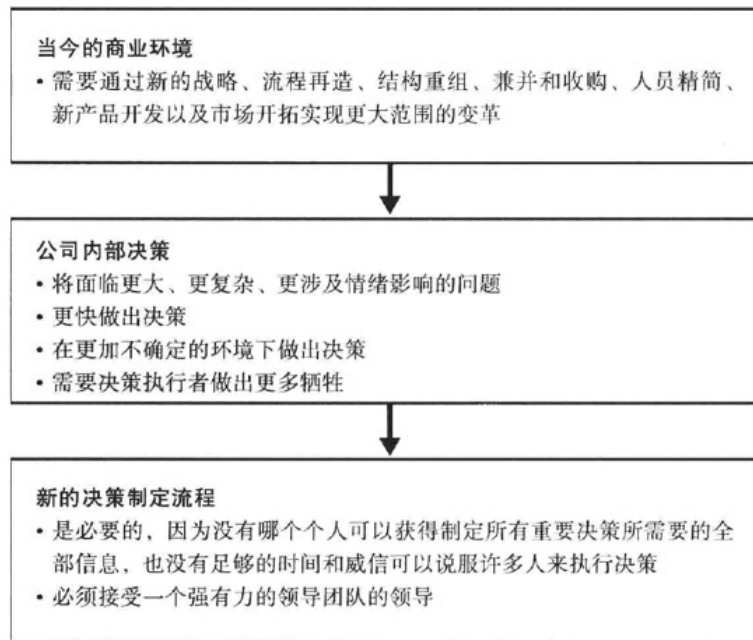 当今的商业环境
• 需要通过新的战略、流程再造、结构重组、兼并和收购、人员精简、
新产品开发以及市场开拓实现更大范围的变革
公司内部决策
• 将面临更大、更复杂、更涉及情绪影响的问题
• 更快做出决策
• 在更加不确定的环境下做出决策
• 需要决策执行者做出更多牺牲
新的决策制定流程
• 是必要的，因为没有哪个个人可以获得制定所有重要决策所需要的全
部信息，也没有足够的时间和威信可以说服许多人来执行决策
• 必须接受一个强有力的领导团队的领导